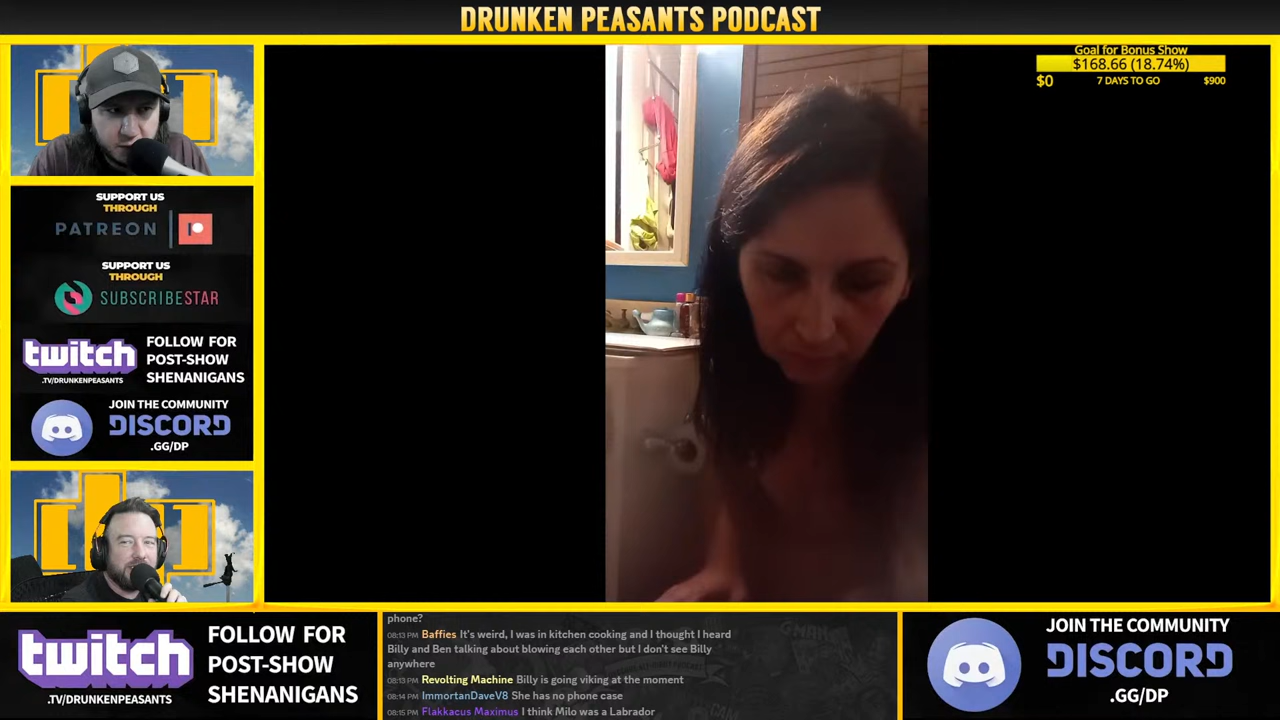 DRUNKEN PEASANTS PODCAST
Goal for Bonus Show
$168.66 (18.74%)
$0
7 DAYS TO GO
$900
SUPPORT US
THROUGH
PATREON
SUPPORT US
THROUGH
SUBSCRIBESTAR
twitch
.TV/DRUNKENPEASANTS
FOLLOW FOR
POST-SHOW
SHENANIGANS
JOIN THE COMMUNITY
DISCORD
.GG/DP
twitch
.TV/DRUNKENPEASANTS
FOLLOW FOR
POST-SHOW
SHENANIGANS
phone?
08:13 PM Baffies It's weird, I was in kitchen cooking and I thought I heard
Billy and Ben talking about blowing each other but I don't see Billy
anywhere
08:13 PM Revolting Machine Billy is going viking at the moment
08:14 PM ImmortanDaveV8 She has no phone case
08:15 PM Flakkacus Maximus I think Milo was a Labrador
JOIN THE COMMUNITY
DISCORD
.GG/DP